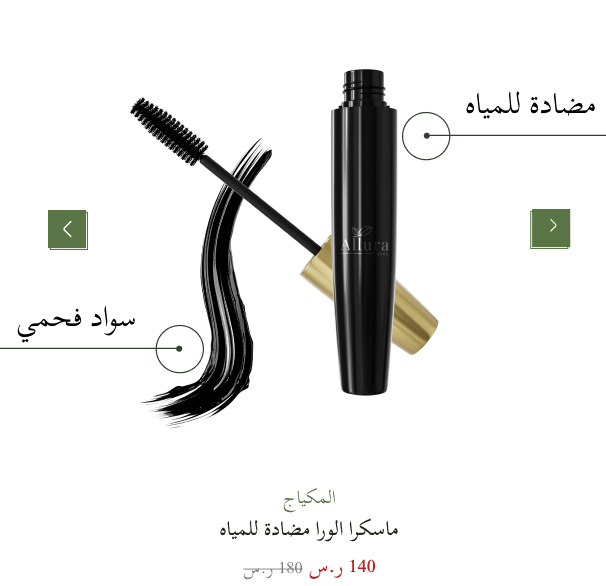 مضادة للمياه
Allura
سواد فحمي
المكياج
ماسكرا الورا مضادة للمياه
140 ر.س 180 ر.س